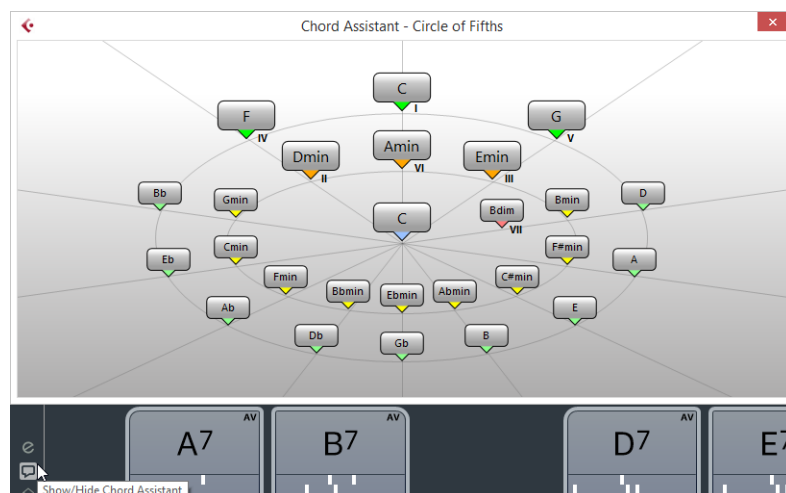 Chord Assistant - Circle of Fifths
C
I
F
IV
G
V
Dmin
II
Amin
VI
Emin
III
Bb
Gmin
C
Bdim
VII
Bmin
D
Eb
Cmin
F#min
A
Fmin
Bbmin
Ebmin
Abmin
C#min
Ab
Db
Gb
B
E
AV
AV
AV
A7
B7
D7
E7
e
Show/Hide Chord Assistant